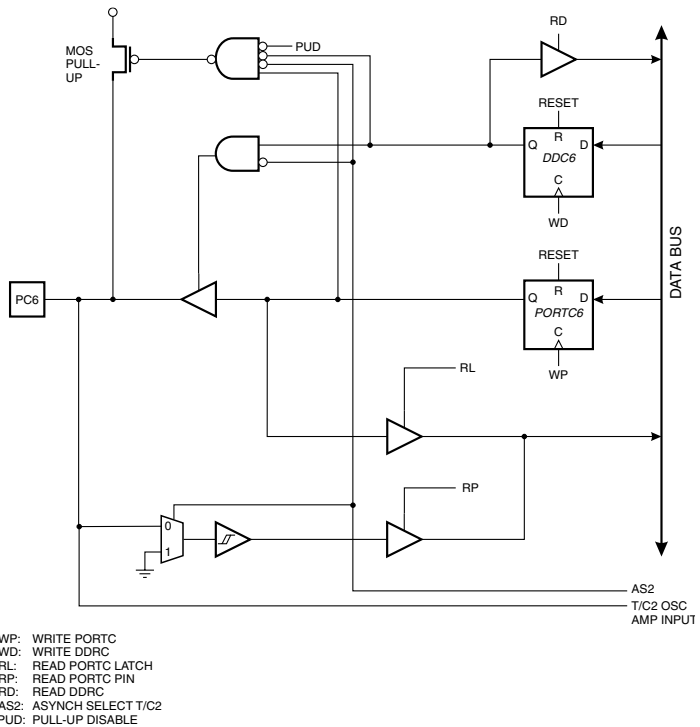 RD
MOS
PULL-
UP
PUD
RESET
R
Q
D
DDC6
C
WD
DATA BUS
RESET
R
PC6
Q
D
PORTC6
C
WP
RL
RP
0
1
AS2
T/C2 OSC
AMP INPUT
WP: WRITE PORTC
WD: WRITE DDRC
RL: READ PORTC LATCH
RP: READ PORTC PIN
RD: READ DDRC
AS2: ASYNCH SELECT T/C2
PUD: PULL-UP DISABLE